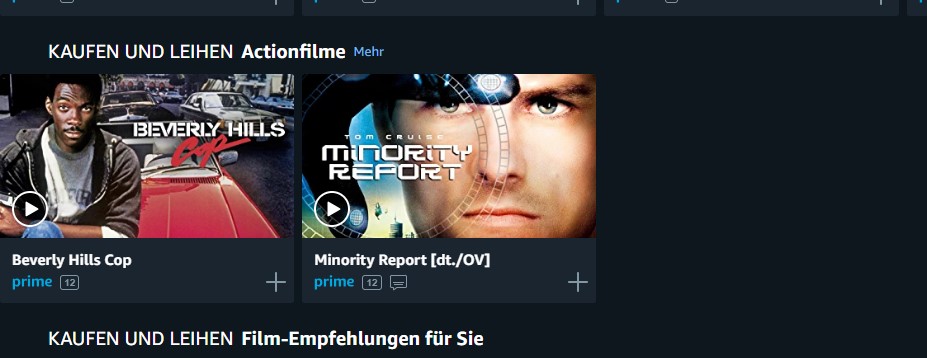 KAUFEN UND LEIHEN Actionfilme Mehr
BEVERLY HILLS
Cop
TOM CRUISE
MINORITY
REPORT
Beverly Hills Cop
prime 12
Minority Report [dt./OV]
prime 12
KAUFEN UND LEIHEN Film-Empfehlungen für Sie